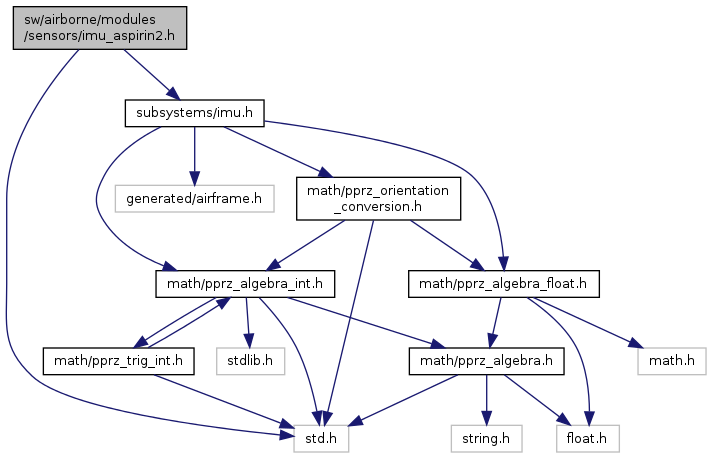 sw/airborne/modules
/sensors/imu_aspirin2.h
subsystems/imu.h
generated/airframe.h
math/pprz_orientation
_conversion.h
math/pprz_algebra_int.h
math/pprz_algebra_float.h
math/pprz_trig_int.h
stdlib.h
math/pprz_algebra.h
math.h
std.h
string.h
float.h